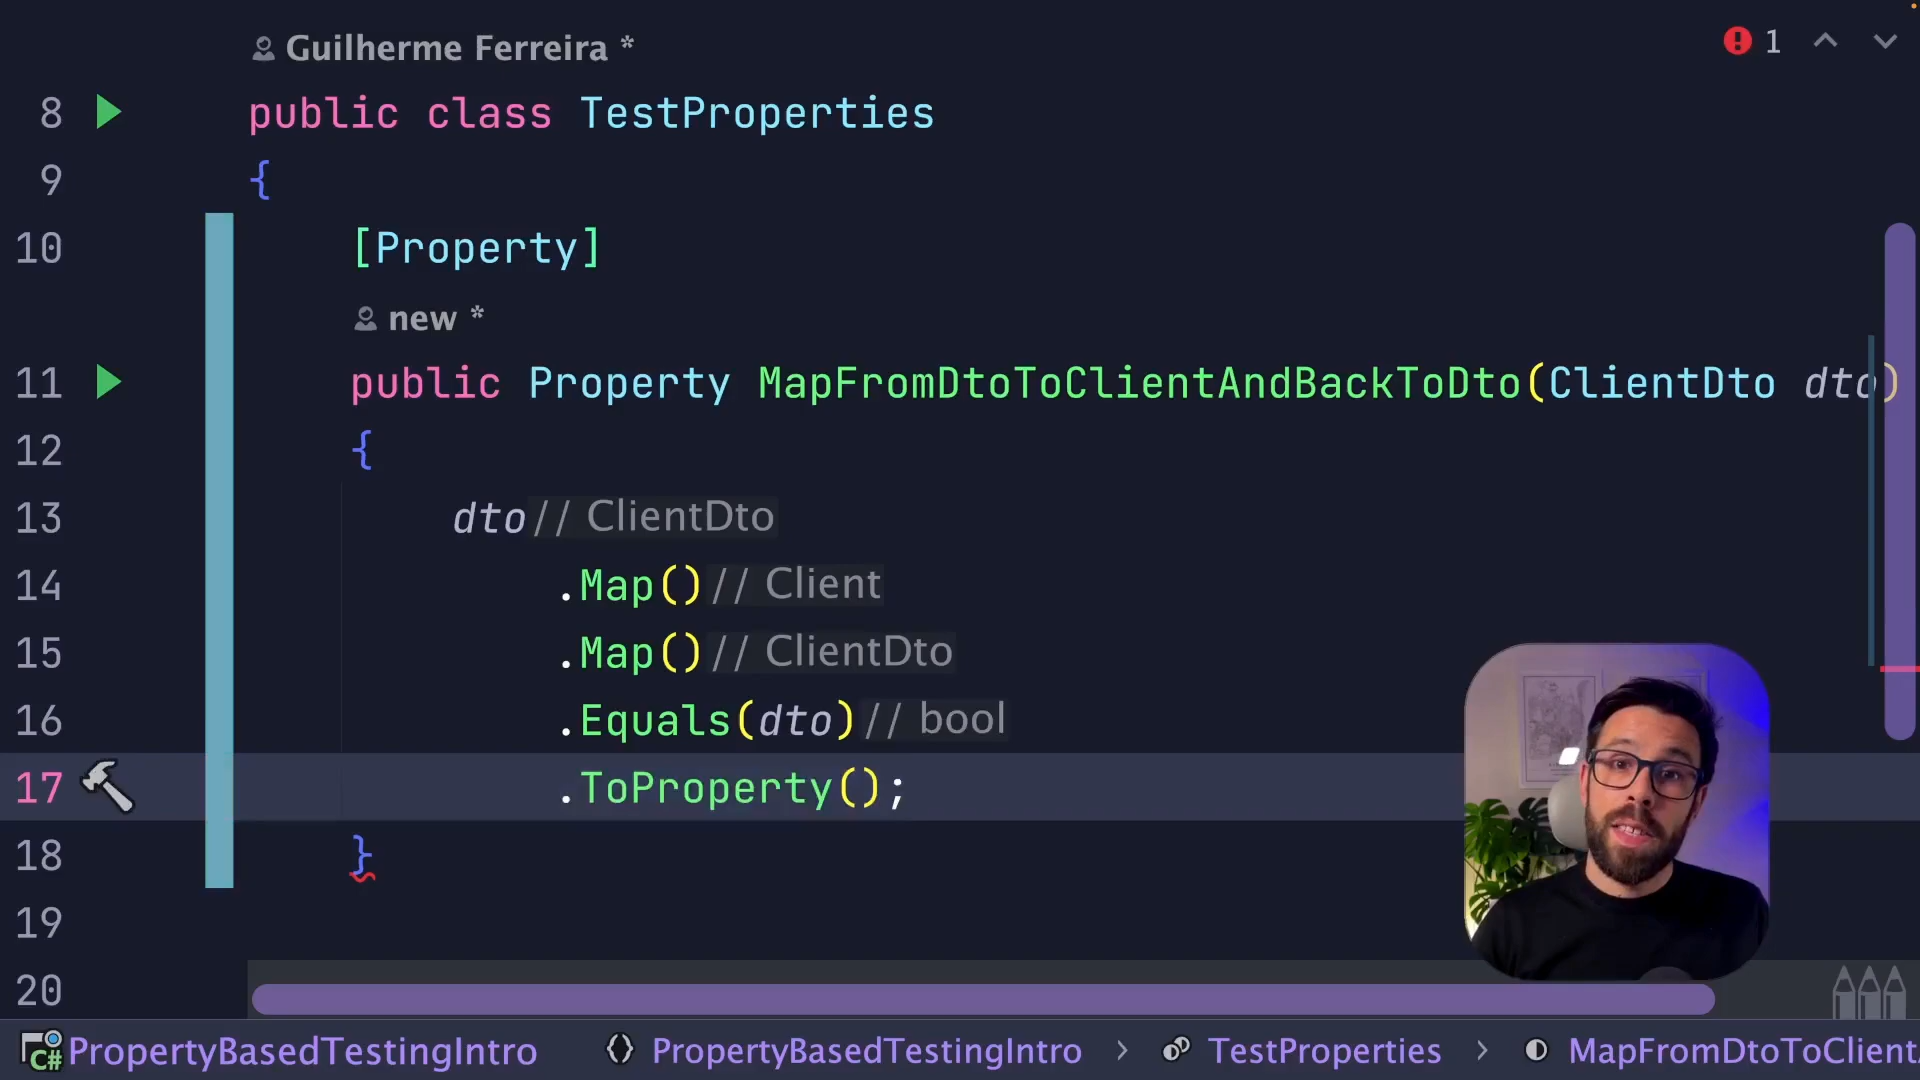 Guilherme Ferreira *
1
8 public class TestProperties
9 {
10 [Property]
new *
11 public Property MapFromDtoToClientAndBackToDto(ClientDto dto)
12 {
13 dto// ClientDto
14 .Map()// Client
15 .Map()// ClientDto
16 .Equals(dto)// bool
17 .ToProperty();
18 }
19
20
C# PropertyBasedTestingIntro PropertyBasedTestingIntro › TestProperties › MapFromDtoToClient